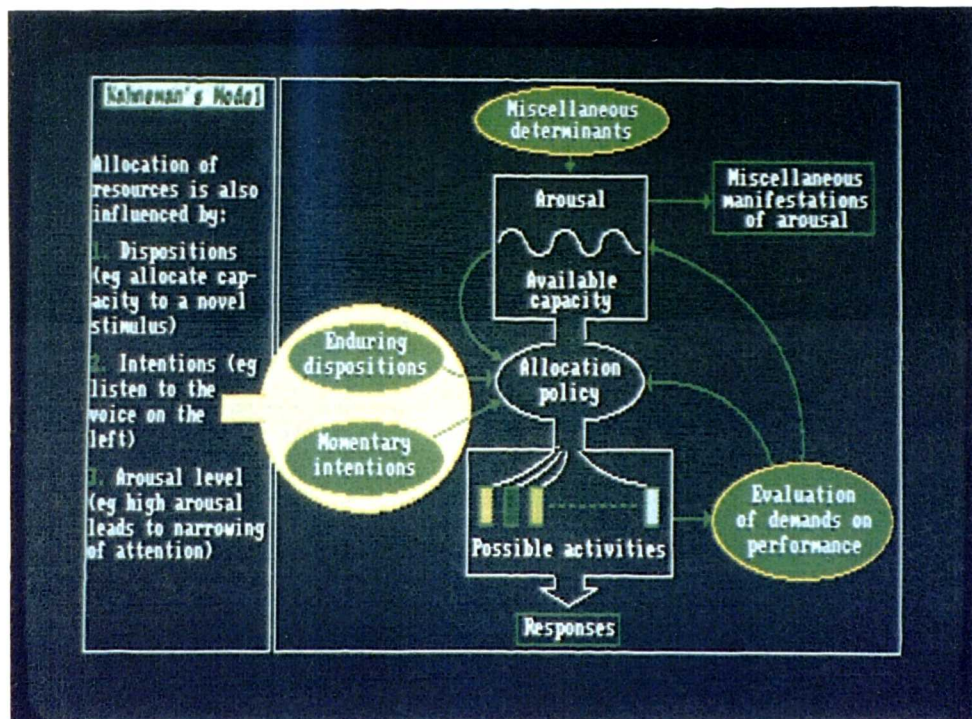 Kahneman's Model
Allocation of
resources is also
influenced by:
1. Dispositions
(eg allocate cap-
acity to a novel
stimulus)
2. Intentions (eg
listen to the
voice on the
left)
3. Arousal level
(eg high arousal
leads to narrowing
of attention)
Miscellaneous
determinants
Arousal
Available
capacity
Miscellaneous
manifestations
of arousal
Enduring
dispositions
Momentary
intentions
Allocation
policy
Possible activities
Evaluation
of demands on
performance
Responses